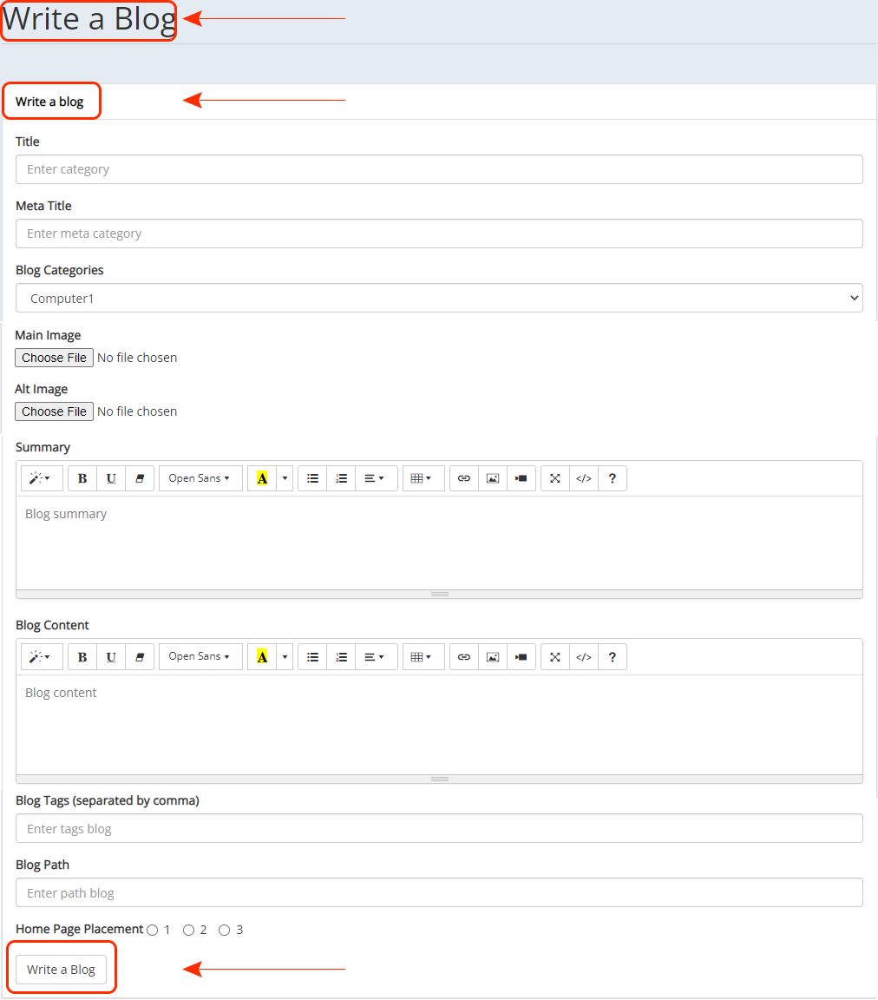 Write a Blog
Write a blog
Title
Enter category
Meta Title
Enter meta category
Blog Categories
Computer1
Main Image
Choose File No file chosen
Alt Image
Choose File No file chosen
Summary
B U Open Sans A </> ?
Blog summary
Blog Content
B U Open Sans A </> ?
Blog content
Blog Tags (separated by comma)
Enter tags blog
Blog Path
Enter path blog
Home Page Placement 1 2 3
Write a Blog